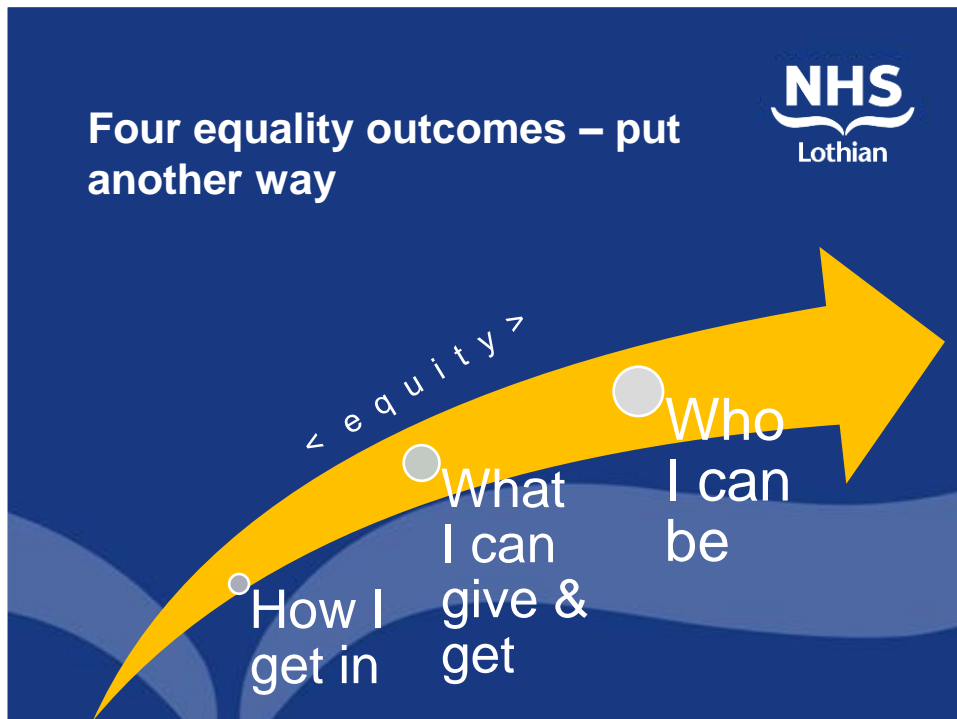 NHS
Lothian
Four equality outcomes – put
another way
< e q u i t y >
How I
get in
What
I can
give &
get
Who
I can
be